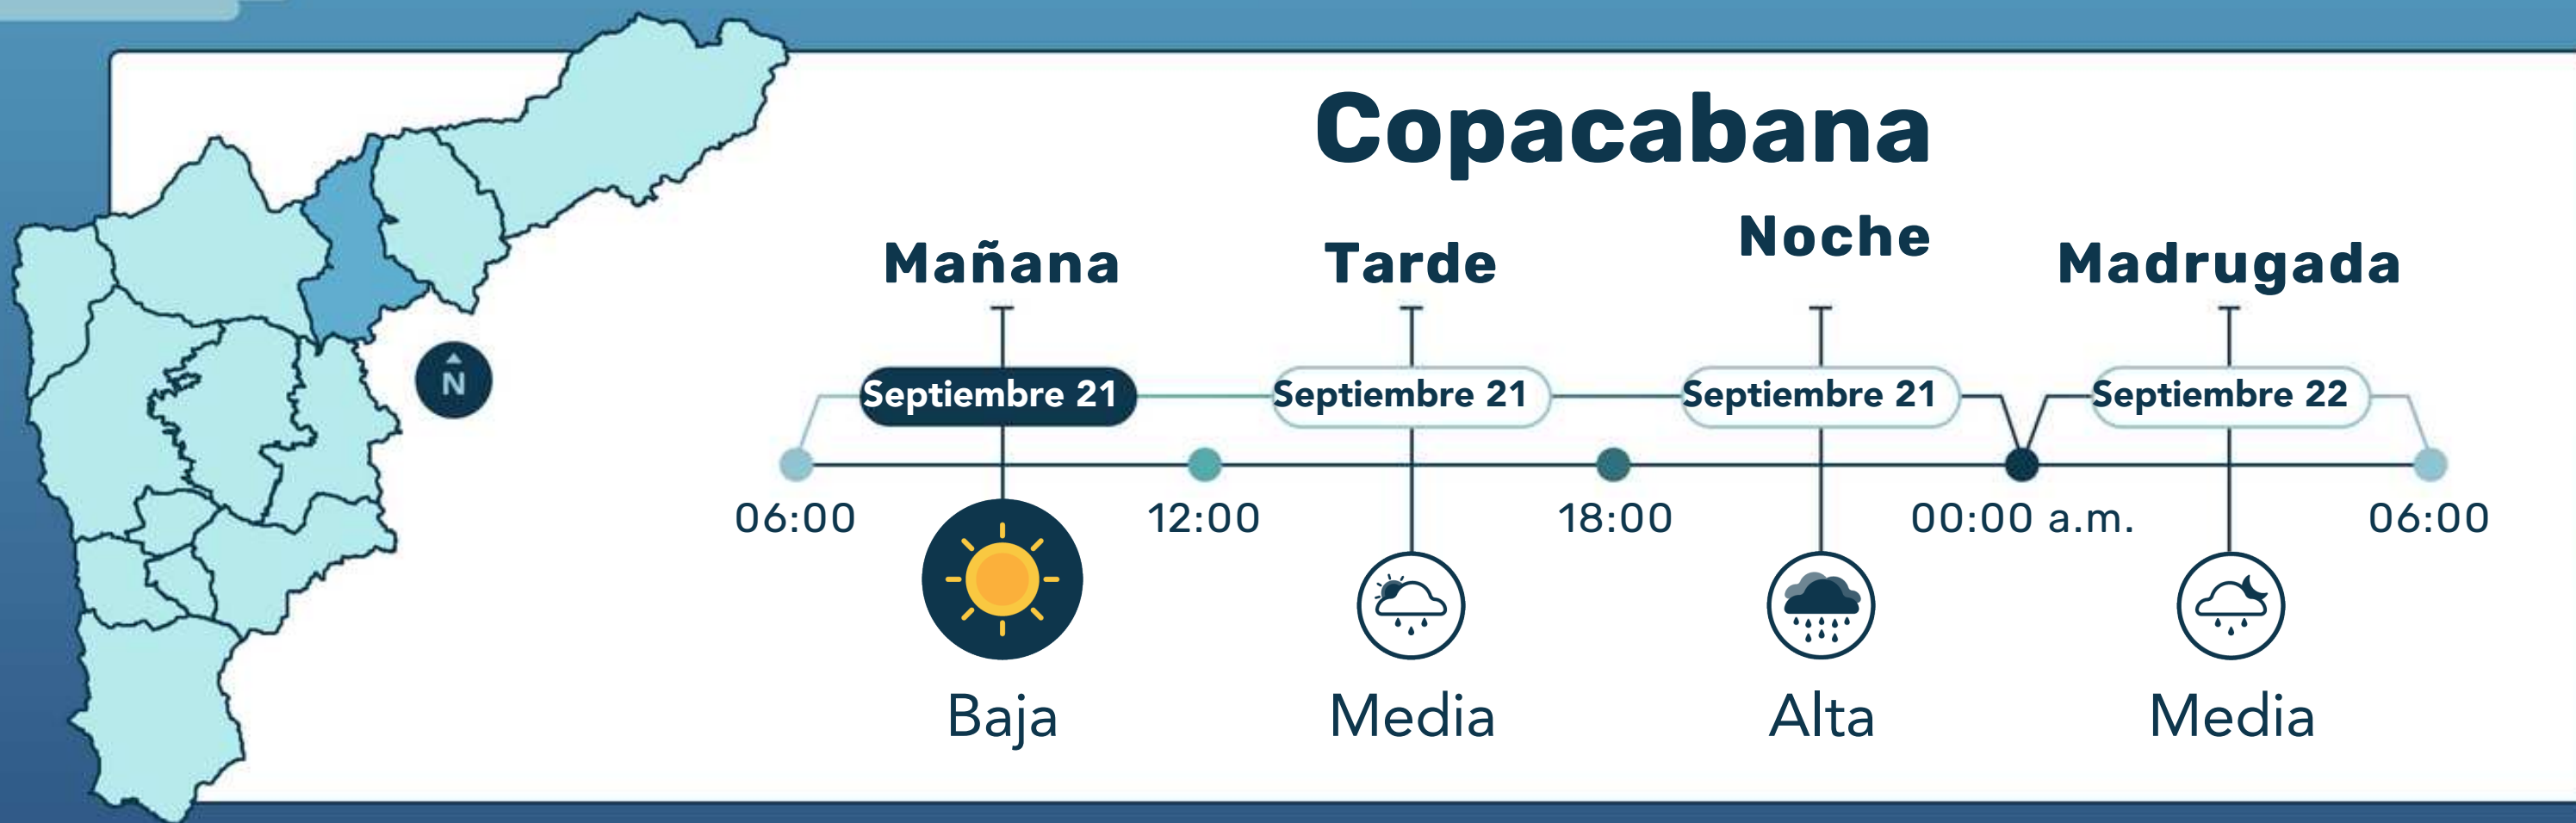 Copacabana
Mañana
Tarde
Noche
Madrugada
Septiembre 21
Septiembre 21
Septiembre 21
Septiembre 22
N
06:00
12:00
18:00
00:00 a.m.
06:00
Baja
Media
Alta
Media